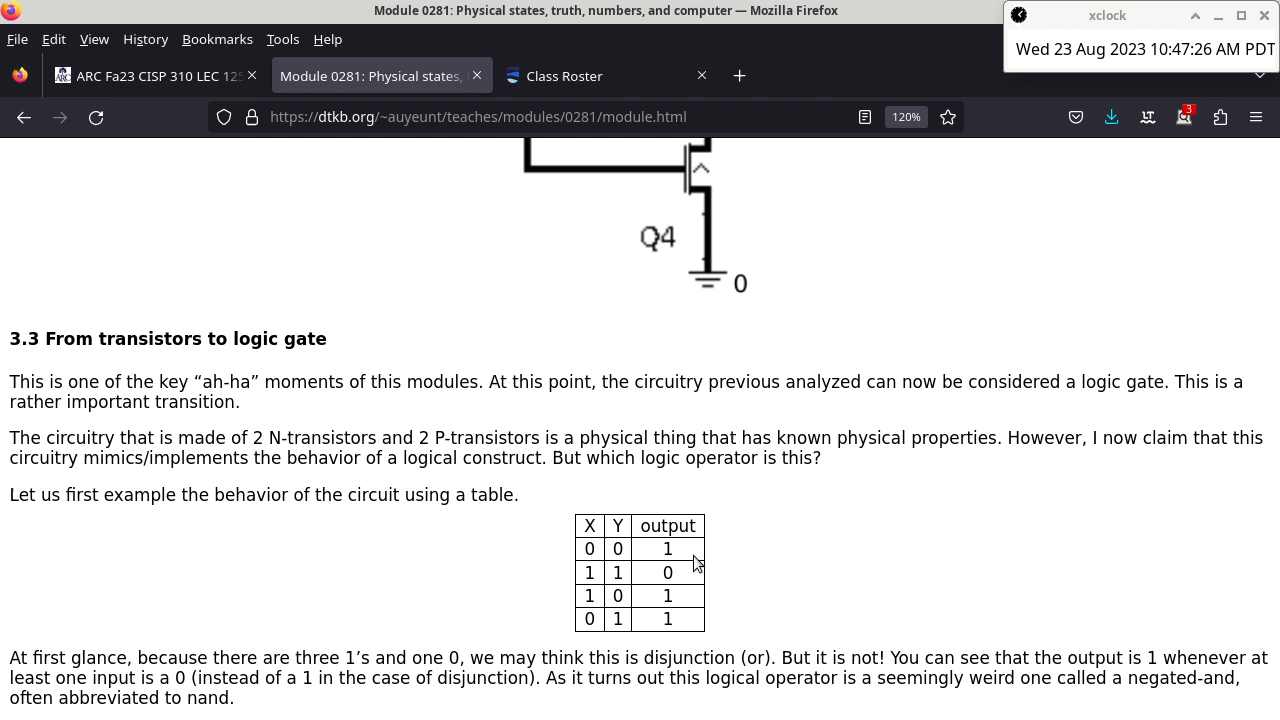 Module 0281: Physical states, truth, numbers, and computer — Mozilla Firefox
xclock
File Edit View History Bookmarks Tools Help
Wed 23 Aug 2023 10:47:26 AM PDT
ARC Fa23 CISP 310 LEC 125
Module 0281: Physical states,
Class Roster
https://dtkb.org/~auyeunt/teaches/modules/0281/module.html
120%
3
Q4
0
3.3 From transistors to logic gate
This is one of the key “ah-ha” moments of this modules. At this point, the circuitry previous analyzed can now be considered a logic gate. This is a
rather important transition.
The circuitry that is made of 2 N-transistors and 2 P-transistors is a physical thing that has known physical properties. However, I now claim that this
circuitry mimics/implements the behavior of a logical construct. But which logic operator is this?
Let us first example the behavior of the circuit using a table.
X Y output
0 0 1
1 1 0
1 0 1
0 1 1
At first glance, because there are three 1’s and one 0, we may think this is disjunction (or). But it is not! You can see that the output is 1 whenever at
least one input is a 0 (instead of a 1 in the case of disjunction). As it turns out this logical operator is a seemingly weird one called a negated-and,
often abbreviated to nand.